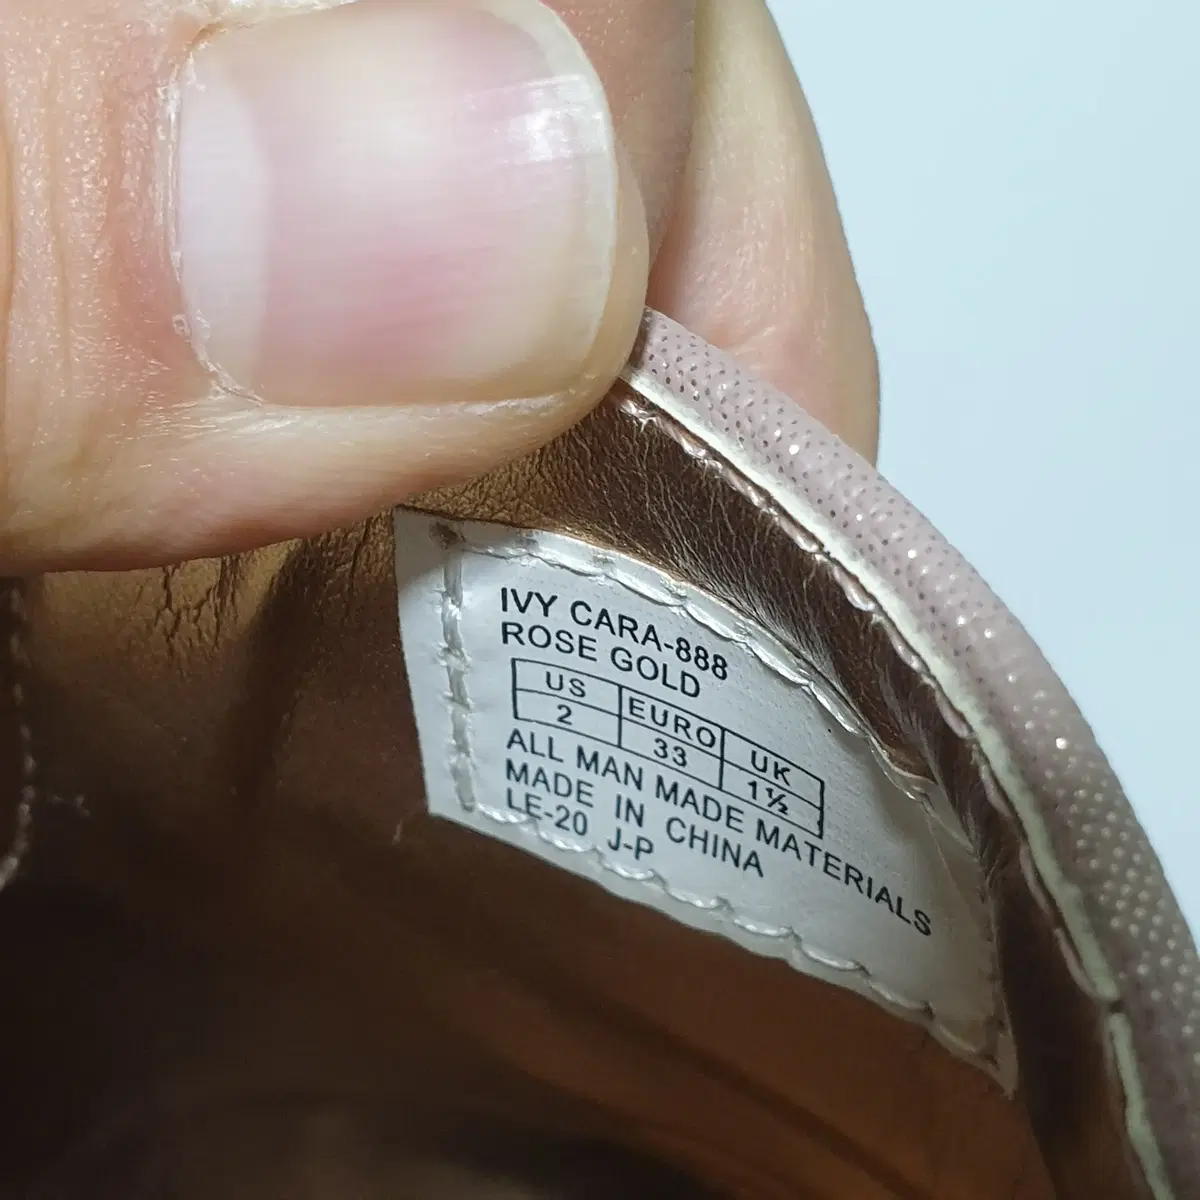 IVY CARA-888
ROSE GOLD
US EURO UK
2 33 1½
ALL MAN MADE MATERIALS
MADE IN CHINA
LE-20 J-P